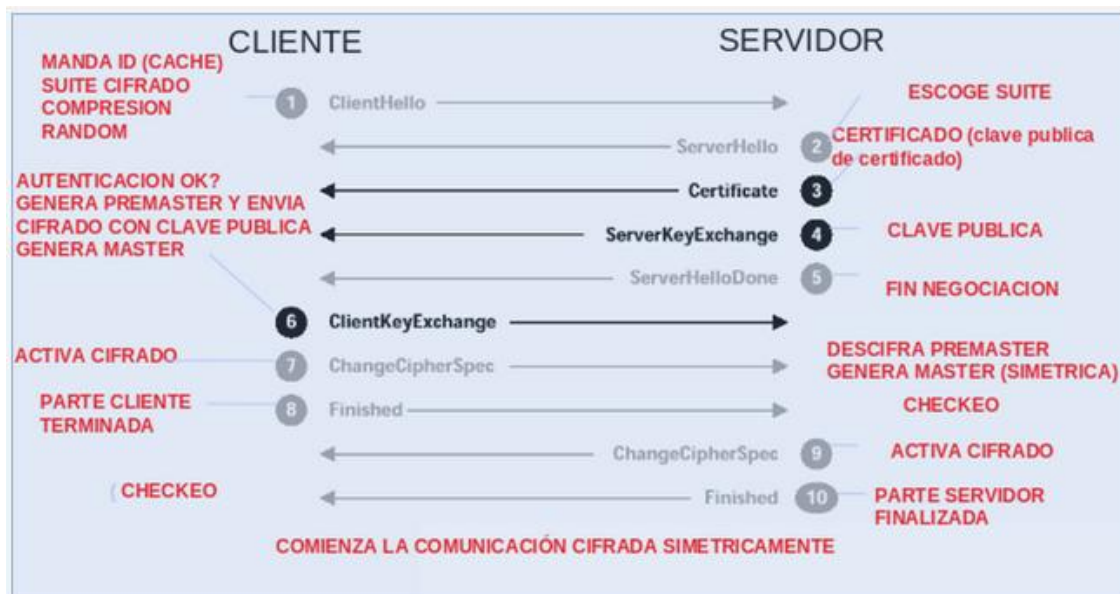 CLIENTE
SERVIDOR
MANDA ID (CACHE)
SUITE CIFRADO
COMPRESION
RANDOM
1 ClientHello
ESCOGE SUITE
ServerHello 2
CERTIFICADO (clave publica
de certificado)
Certificate 3
AUTENTICACION OK?
GENERA PREMASTER Y ENVIA
CIFRADO CON CLAVE PUBLICA
GENERA MASTER
ServerKeyExchange 4
CLAVE PUBLICA
ServerHelloDone 5
FIN NEGOCIACION
6 ClientKeyExchange
ACTIVA CIFRADO
7 ChangeCipherSpec
DESCIFRA PREMASTER
GENERA MASTER (SIMETRICA)
PARTE CLIENTE
TERMINADA
8 Finished
CHECKEO
ChangeCipherSpec 9
ACTIVA CIFRADO
( CHECKEO
Finished 10
PARTE SERVIDOR
FINALIZADA
COMIENZA LA COMUNICACIÓN CIFRADA SIMETRICAMENTE